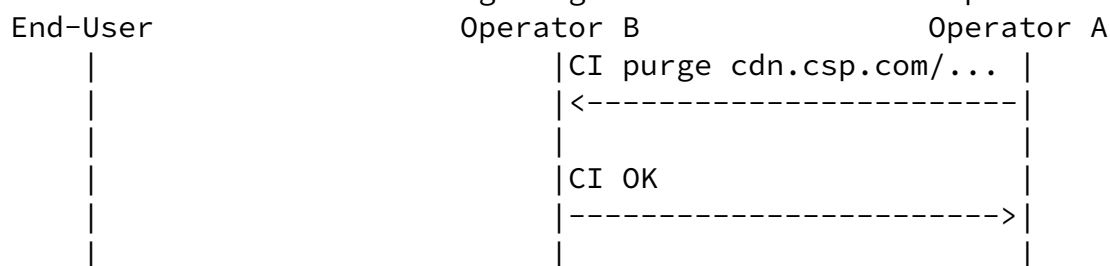 End-User Operator B Operator A
|CI purge cdn.csp.com/... |
|<------------------------|
|CI OK |
|------------------------>|